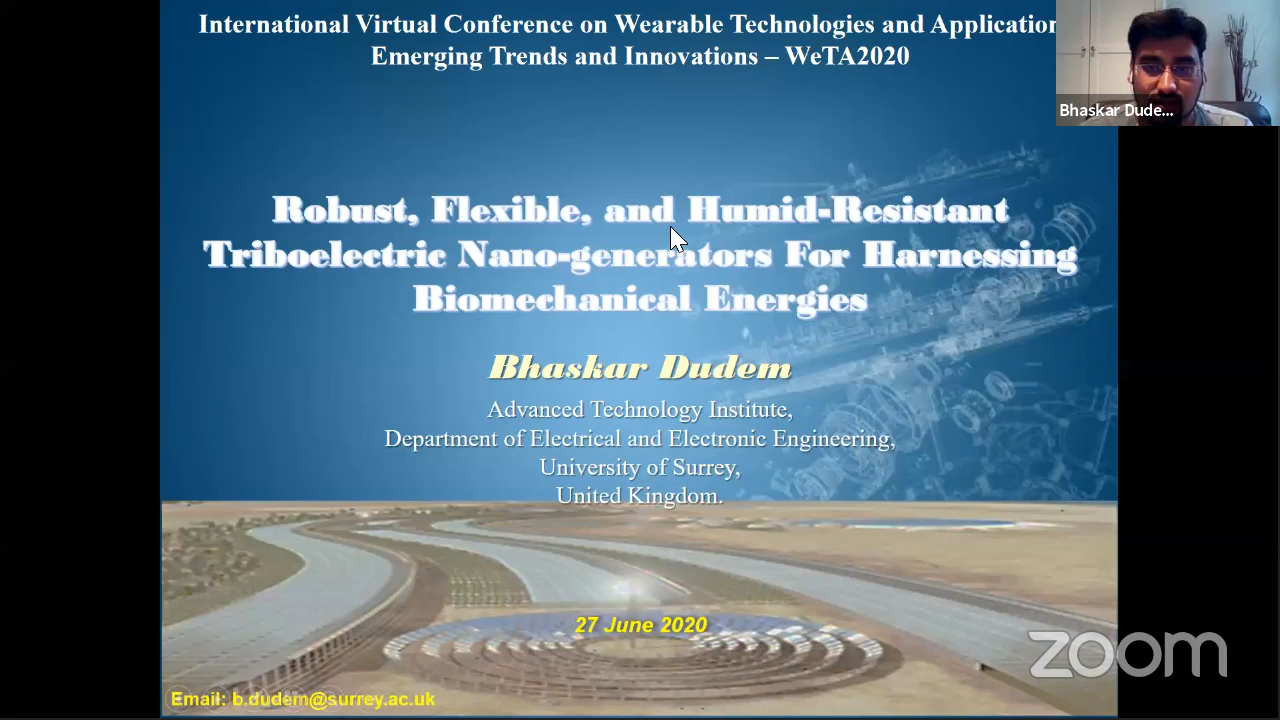 International Virtual Conference on Wearable Technologies and Application
Emerging Trends and Innovations – WeTA2020
Bhaskar Dude...
Robust, Flexible, and Humid-Resistant
Triboelectric Nano-generators For Harnessing
Biomechanical Energies
Bhaskar Dudem
Advanced Technology Institute,
Department of Electrical and Electronic Engineering,
University of Surrey,
United Kingdom.
27 June 2020
zoom
Email: b.dudem@surrey.ac.uk